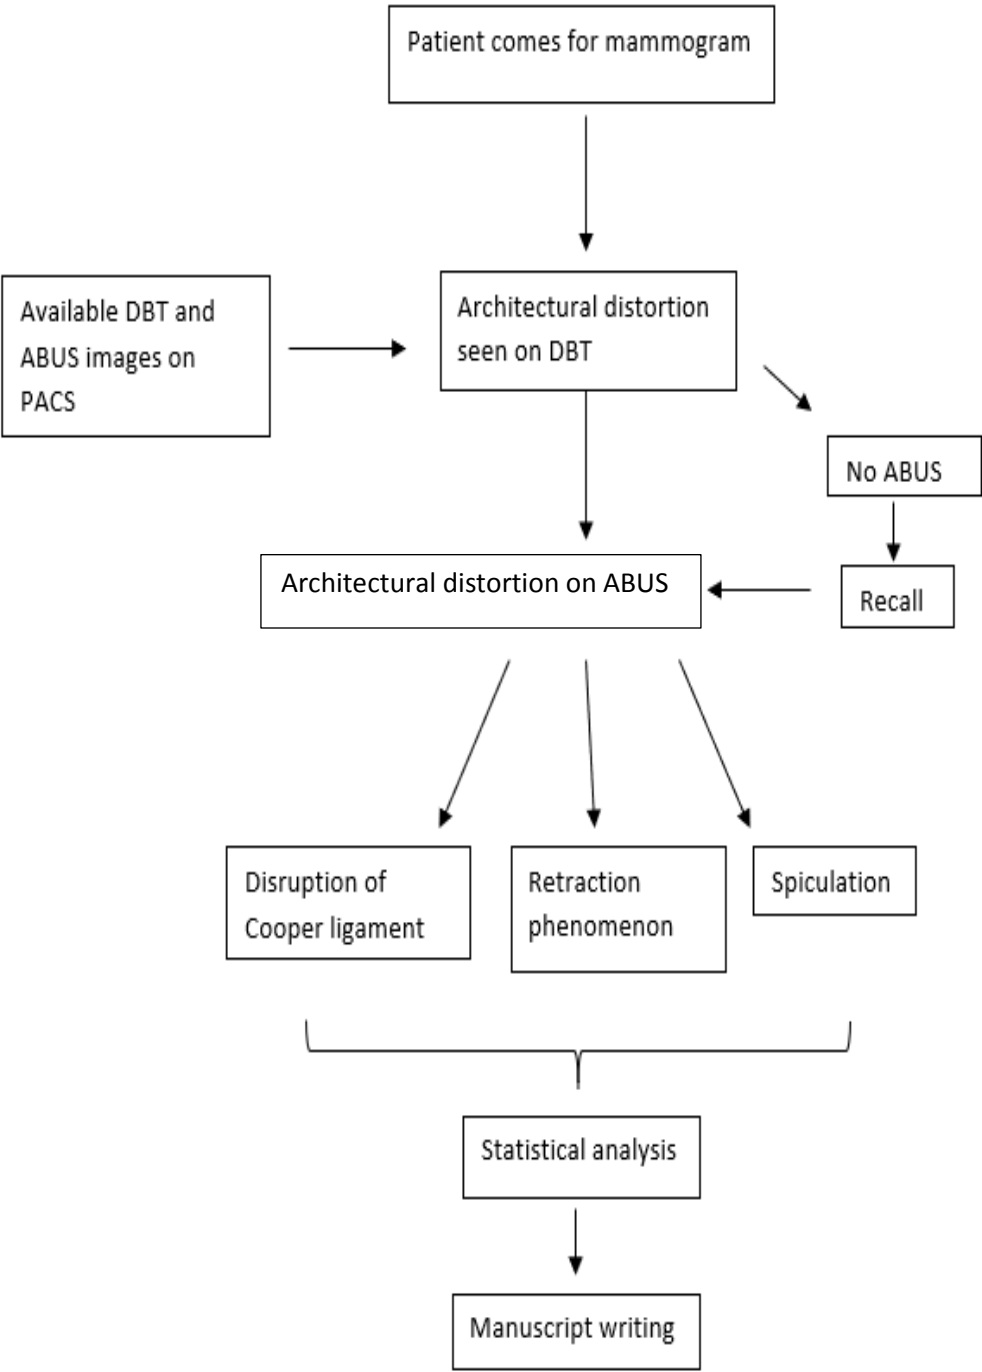 Patient comes for mammogram
Available DBT and
ABUS images on
PACS
Architectural distortion
seen on DBT
No ABUS
Recall
Architectural distortion on ABUS
Disruption of
Cooper ligament
Retraction
phenomenon
Spiculation
Statistical analysis
Manuscript writing